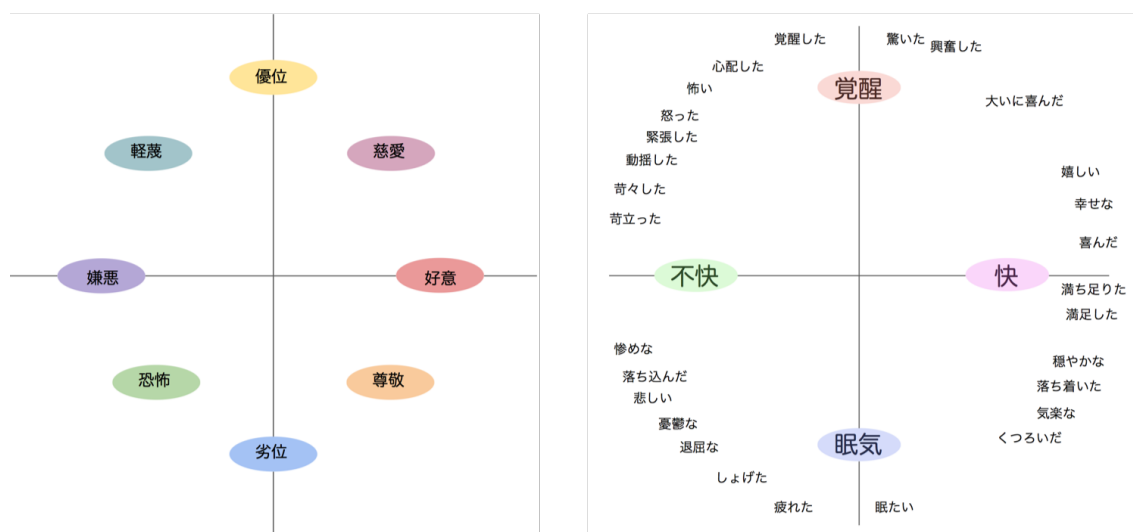 優位
軽蔑
慈愛
嫌悪
好意
恐怖
尊敬
劣位
覚醒した
驚いた
興奮した
心配した
覚醒
怖い
大いに喜んだ
怒った
緊張した
動揺した
嬉しい
苛々した
幸せな
苛立った
喜んだ
不快
快
満ち足りた
満足した
惨めな
穏やかな
落ち込んだ
落ち着いた
悲しい
気楽な
憂鬱な
くつろいだ
退屈な
眠気
しょげた
疲れた
眠たい